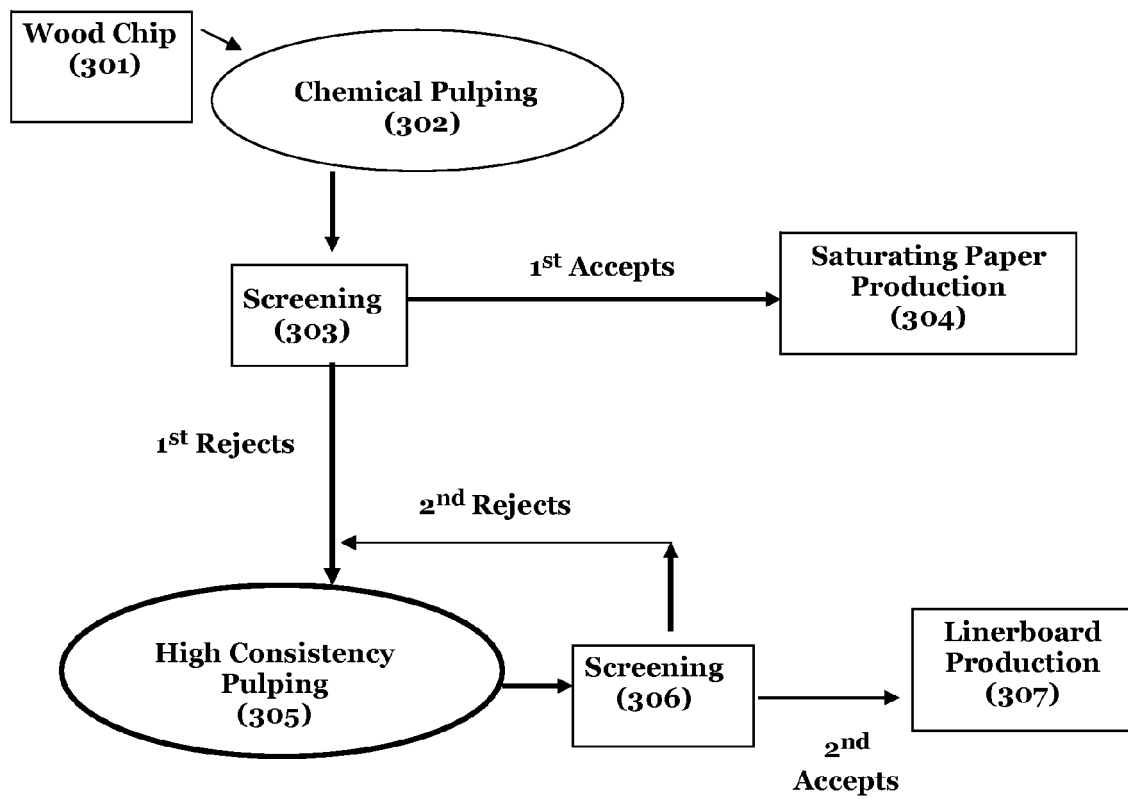 Wood Chip
(301)
Chemical Pulping
(302)
Screening
(303)
1st Accepts
Saturating Paper
Production
(304)
1st Rejects
2nd Rejects
High Consistency
Pulping
(305)
Screening
(306)
Linerboard
Production
(307)
2nd
Accepts